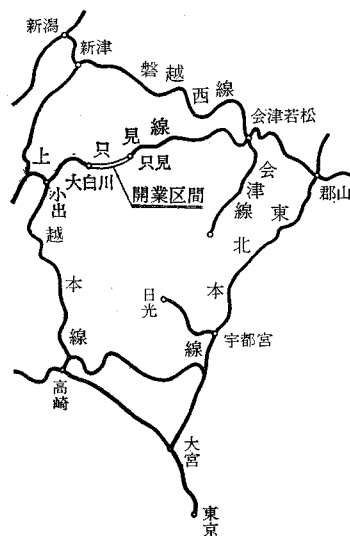 新潟
新津
磐越西線
会津若松
只見線
只見
大白川
開業区間
小出
会津線
郡山
東北本線
上越本線
日光
宇都宮
高崎
大宮
東京